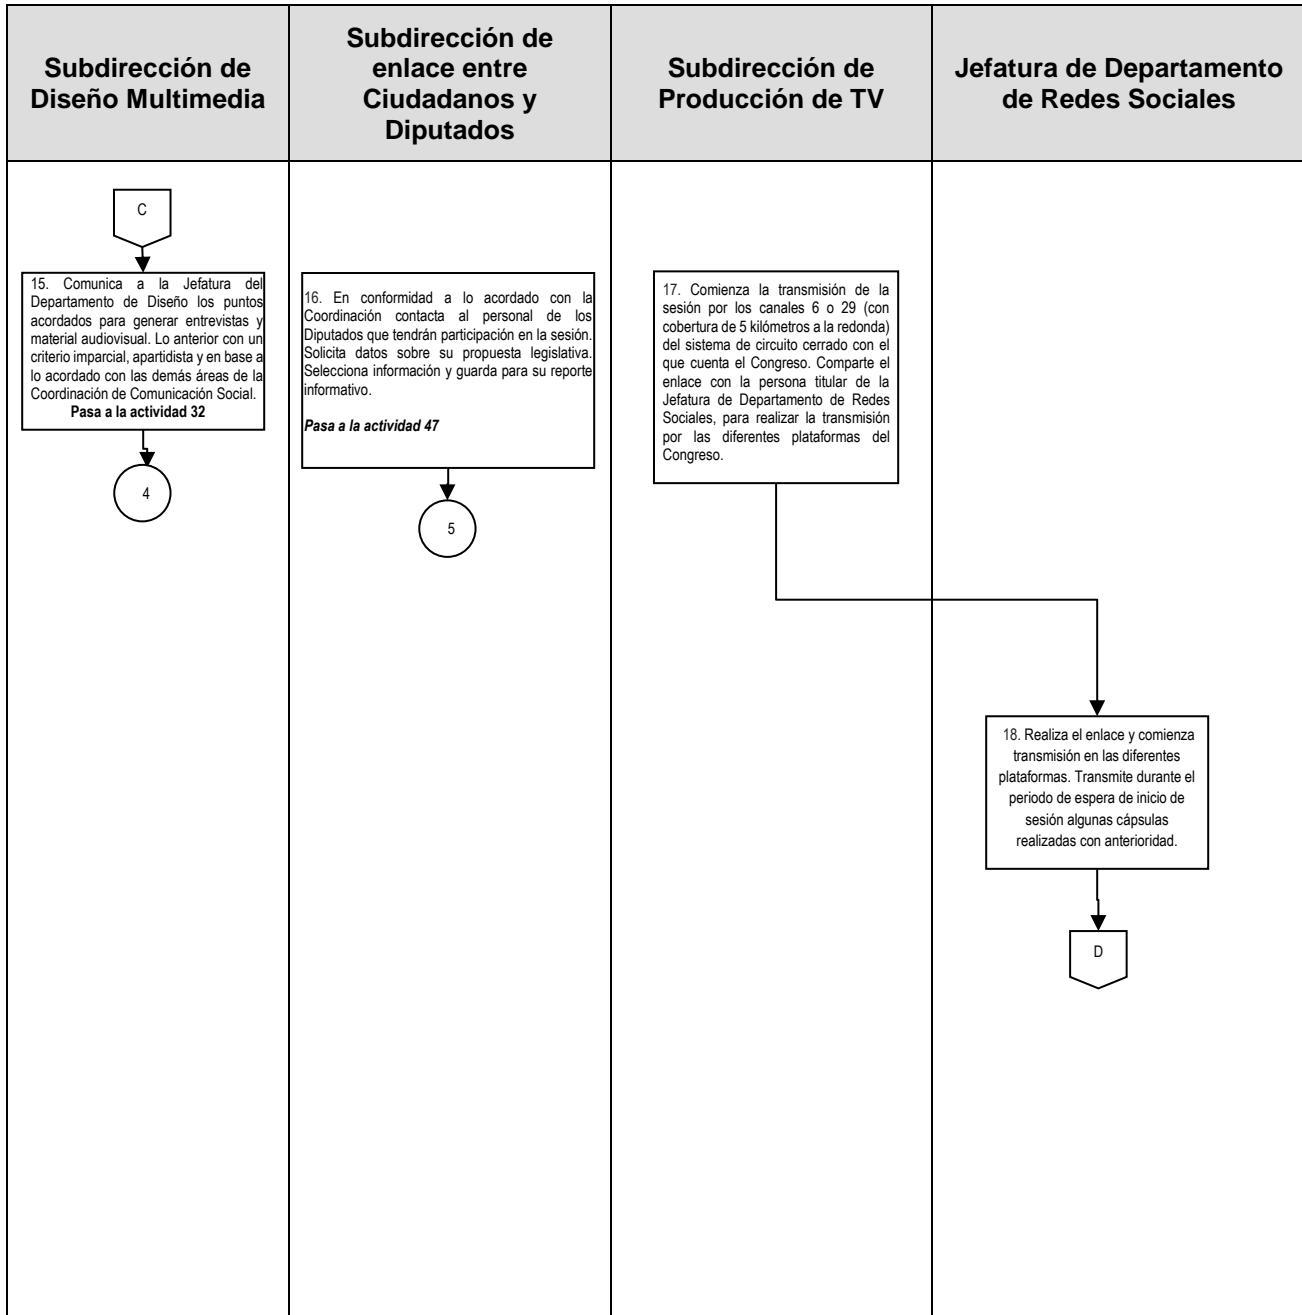 Subdirección de
Diseño Multimedia
Subdirección de
enlace entre
Ciudadanos y
Diputados
Subdirección de
Producción de TV
Jefatura de Departamento
de Redes Sociales
C
15. Comunica a la Jefatura del
Departamento de Diseño los puntos
acordados para generar entrevistas y
material audiovisual. Lo anterior con un
criterio imparcial, apartidista y en base a
lo acordado con las demás áreas de la
Coordinación de Comunicación Social.
Pasa a la actividad 32
4
16. En conformidad a lo acordado con la
Coordinación contacta al personal de los
Diputados que tendrán participación en la sesión.
Solicita datos sobre su propuesta legislativa.
Selecciona información y guarda para su reporte
informativo.
Pasa a la actividad 47
5
17. Comienza la transmisión de la
sesión por los canales 6 o 29 (con
cobertura de 5 kilómetros a la redonda)
del sistema de circuito cerrado con el
que cuenta el Congreso. Comparte el
enlace con la persona titular de la
Jefatura de Departamento de Redes
Sociales, para realizar la transmisión
por las diferentes plataformas del
Congreso.
18. Realiza el enlace y comienza
transmisión en las diferentes
plataformas. Transmite durante el
periodo de espera de inicio de
sesión algunas cápsulas
realizadas con anterioridad.
D